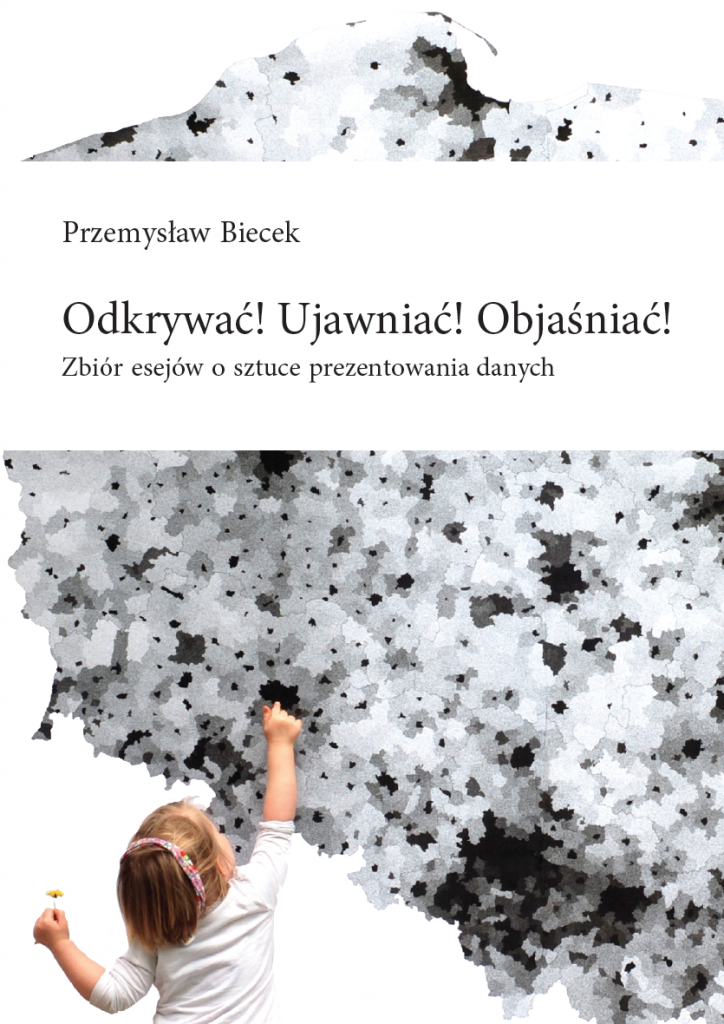 Przemysław Biecek
Odkrywać! Ujawniać! Objaśniać!
Zbiór esejów o sztuce prezentowania danych